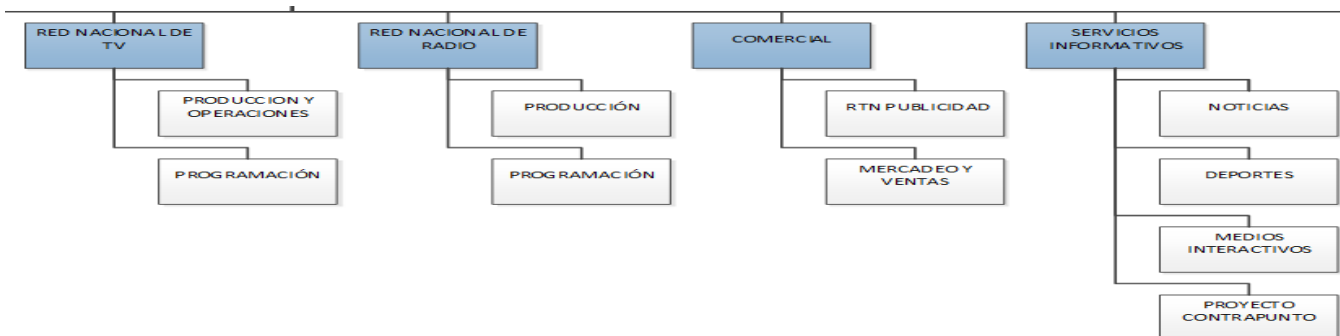 RED NACIONAL DE
TV
PRODUCCION Y
OPERACIONES
PROGRAMACIÓN
RED NACIONAL DE
RADIO
PRODUCCIÓN
PROGRAMACIÓN
COMERCIAL
RTN PUBLICIDAD
MERCADEO Y
VENTAS
SERVICIOS
INFORMATIVOS
NOTICIAS
DEPORTES
MEDIOS
INTERACTIVOS
PROYECTO
CONTRAPUNTO